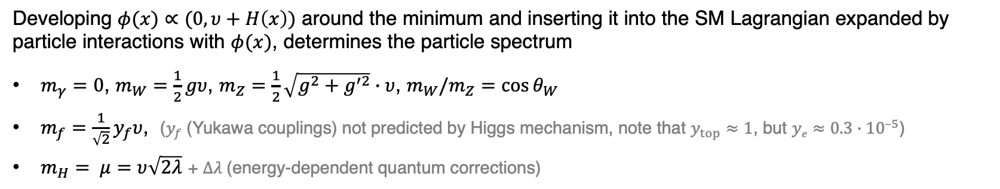 Developing ϕ(x) ∝ (0, υ + H(x)) around the minimum and inserting it into the SM Lagrangian expanded by
particle interactions with ϕ(x), determines the particle spectrum
• m_γ = 0, m_W = 1/2 gυ, m_Z = 1/2 √(g² + g′²) · υ, m_W/m_Z = cos θ_W
• m_f = 1/√2 y_f υ, (y_f (Yukawa couplings) not predicted by Higgs mechanism, note that y_top ≈ 1, but y_e ≈ 0.3 · 10⁻⁵)
• m_H = μ = υ√(2λ) + Δλ (energy-dependent quantum corrections)